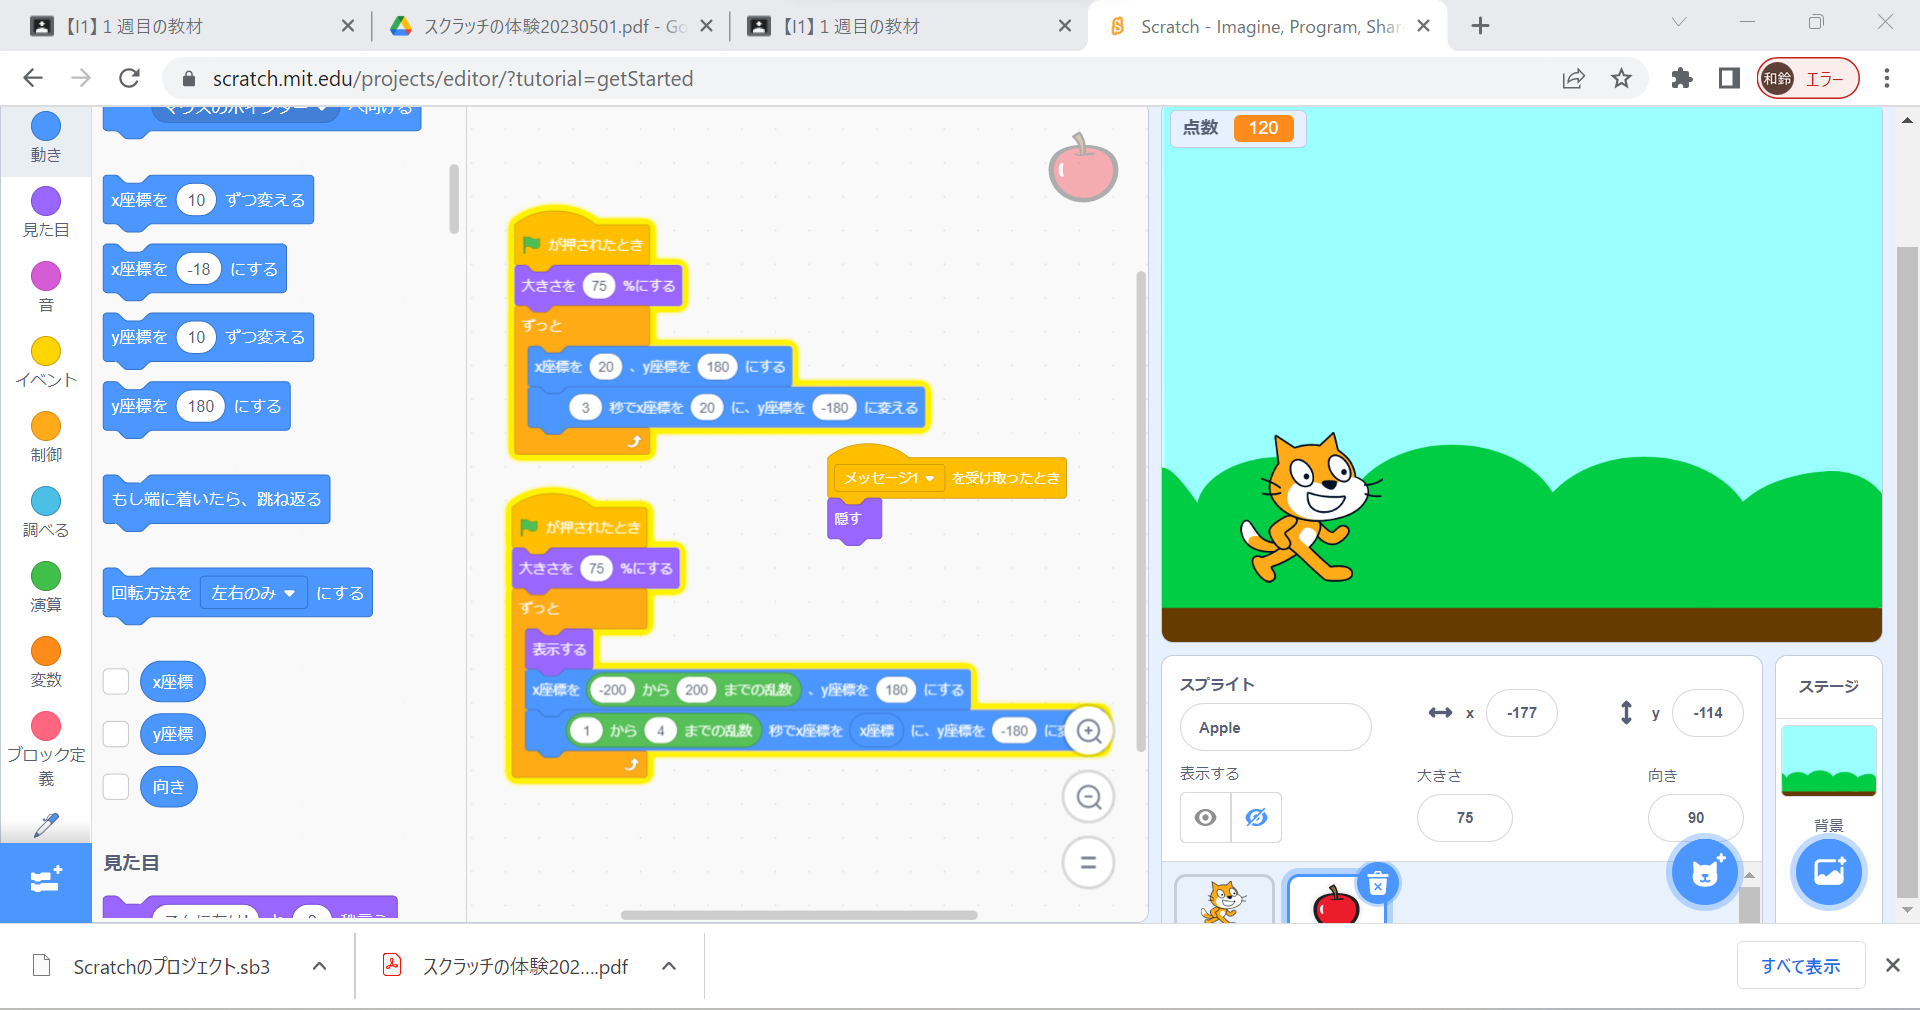 【I1】１週目の教材
スクラッチの体験20230501.pdf - Go
【I1】１週目の教材
Scratch - Imagine, Program, Shar
scratch.mit.edu/projects/editor/?tutorial=getStarted
和鈴 エラー
動き
見た目
音
イベント
制御
調べる
演算
変数
ブロック定義
マウスのポインター へ向ける
x座標を 10 ずつ変える
x座標を -18 にする
y座標を 10 ずつ変える
y座標を 180 にする
もし端に着いたら、跳ね返る
回転方法を 左右のみ にする
x座標
y座標
向き
見た目
が押されたとき
大きさを 75 %にする
ずっと
x座標を 20 、y座標を 180 にする
3 秒でx座標を 20 に、y座標を -180 に変える
メッセージ1 を受け取ったとき
隠す
が押されたとき
大きさを 75 %にする
ずっと
表示する
x座標を -200 から 200 までの乱数 、y座標を 180 にする
1 から 4 までの乱数 秒でx座標を x座標 に、y座標を -180 に変
点数 120
スプライト
Apple
x -177
y -114
表示する
大きさ
75
向き
90
ステージ
背景
Scratchのプロジェクト.sb3
スクラッチの体験202....pdf
すべて表示